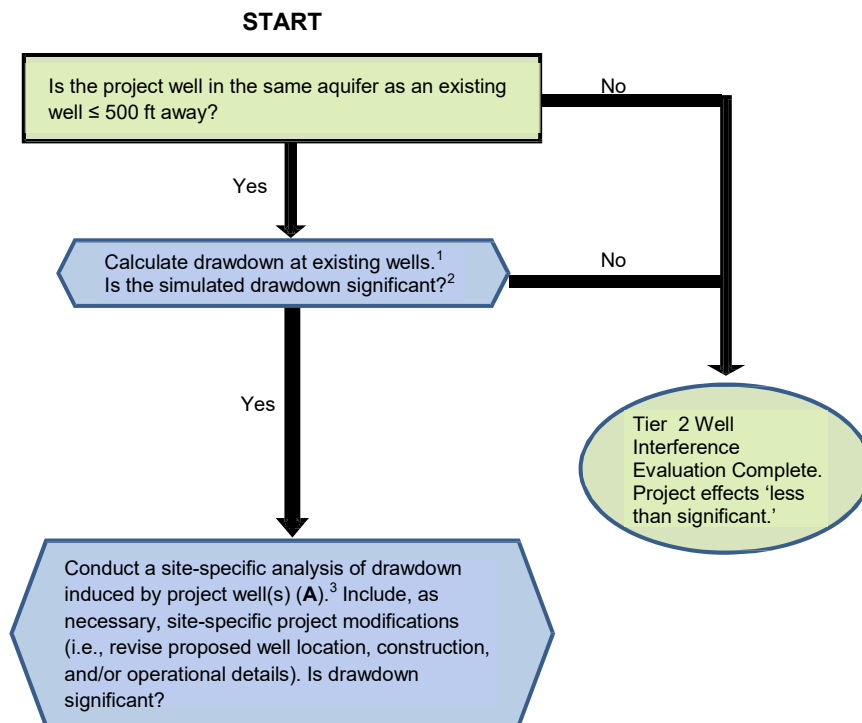 START
Is the project well in the same aquifer as an existing
well ≤ 500 ft away?
No
Yes
Calculate drawdown at existing wells.¹
Is the simulated drawdown significant?²
No
Yes
Tier 2 Well
Interference
Evaluation Complete.
Project effects ‘less
than significant.’
Conduct a site-specific analysis of drawdown
induced by project well(s) (A).³ Include, as
necessary, site-specific project modifications
(i.e., revise proposed well location, construction,
and/or operational details). Is drawdown
significant?